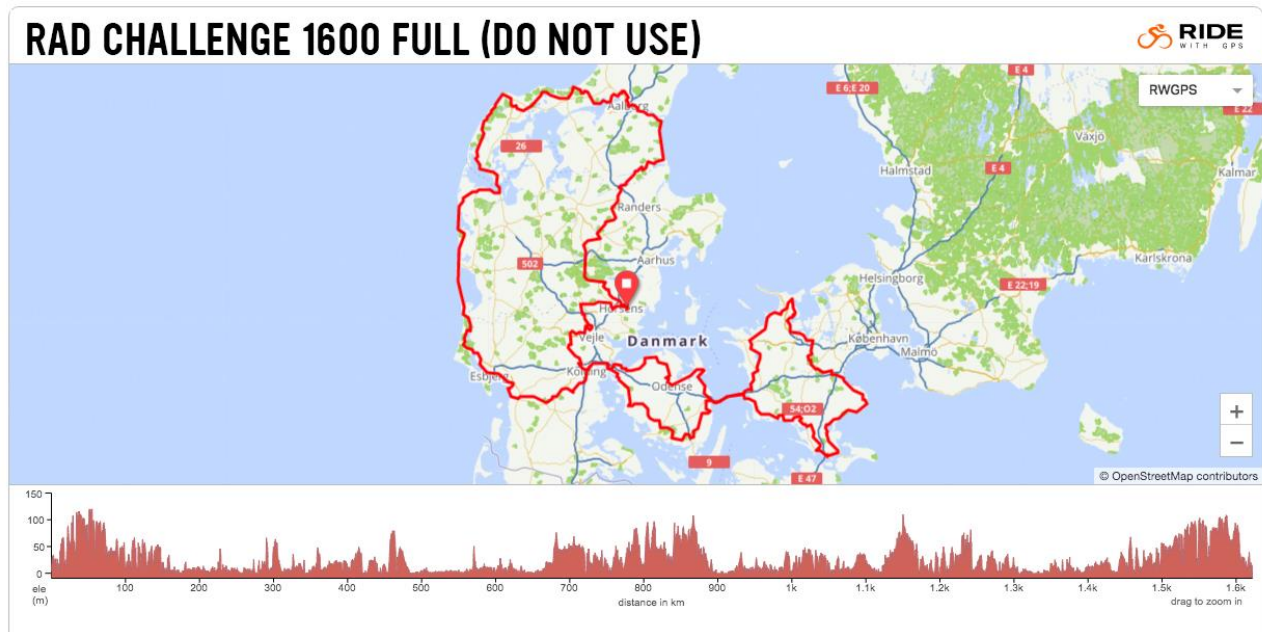 RAD CHALLENGE 1600 FULL (DO NOT USE)
RIDE
WITH GPS
RWGPS
E 4
E 6;E 20
E 22
Aalborg
26
Växjö
Halmstad
E 4
Kalmar
Randers
Aarhus
502
Helsingborg
Karlskrona
E 22;19
Horsens
Vejle
Danmark
København
Malmö
Esbjerg
Kolding
Odense
54;O2
9
E 47
+
−
© OpenStreetMap contributors
150
100
50
0
ele
(m)
100 200 300 400 500 600 700 800 900 1k 1.1k 1.2k 1.3k 1.4k 1.5k 1.6k
distance in km
drag to zoom in